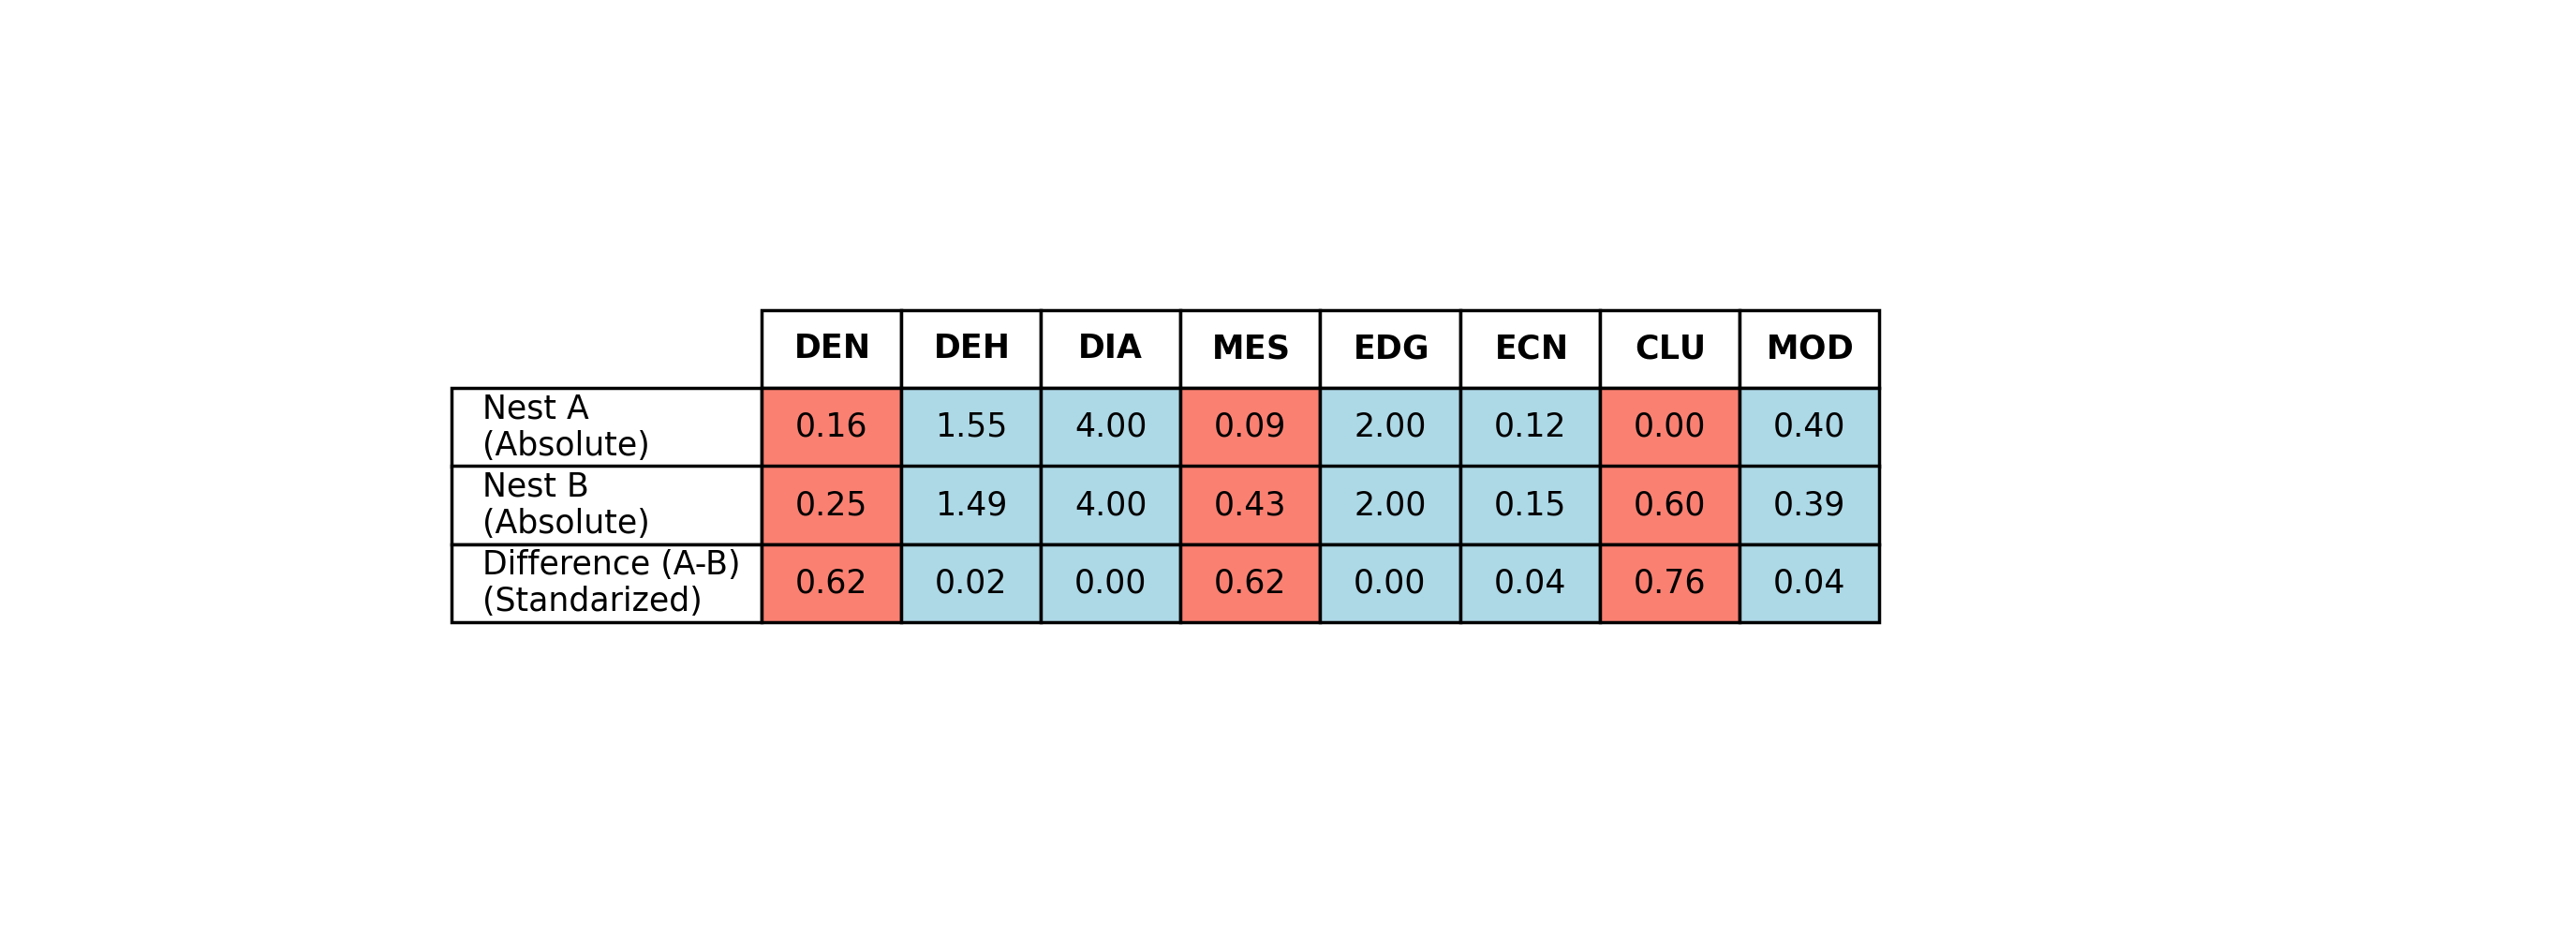 DEN DEH DIA MES EDG ECN CLU MOD
Nest A
(Absolute) 0.16 1.55 4.00 0.09 2.00 0.12 0.00 0.40
Nest B
(Absolute) 0.25 1.49 4.00 0.43 2.00 0.15 0.60 0.39
Difference (A-B)
(Standarized) 0.62 0.02 0.00 0.62 0.00 0.04 0.76 0.04